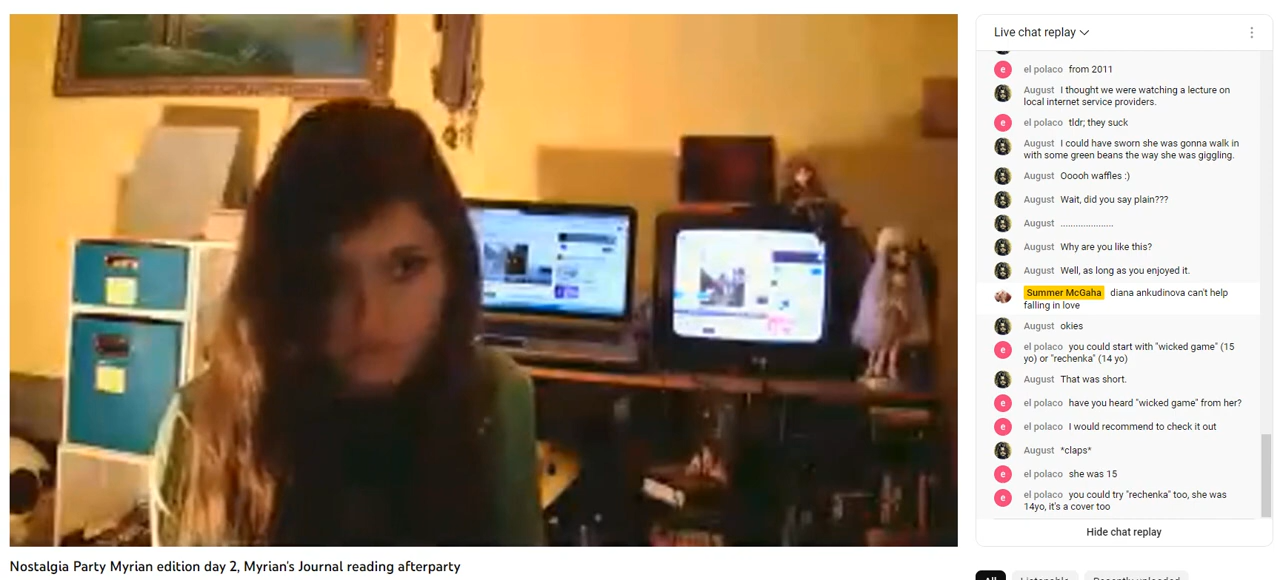 Live chat replay
el polaco from 2011
August I thought we were watching a lecture on
local internet service providers.
el polaco tldr; they suck
August I could have sworn she was gonna walk in
with some green beans the way she was giggling.
August Ooooh waffles :)
August Wait, did you say plain???
August .....................
August Why are you like this?
August Well, as long as you enjoyed it.
Summer McGaha diana ankudinova can't help
falling in love
August okies
el polaco you could start with "wicked game" (15
yo) or "rechenka" (14 yo)
August That was short.
el polaco have you heard "wicked game" from her?
el polaco I would recommend to check it out
August *claps*
el polaco she was 15
el polaco you could try "rechenka" too, she was
14yo, it's a cover too
Hide chat replay
Nostalgia Party Myrian edition day 2, Myrian's Journal reading afterparty
All Listenable Recently uploaded